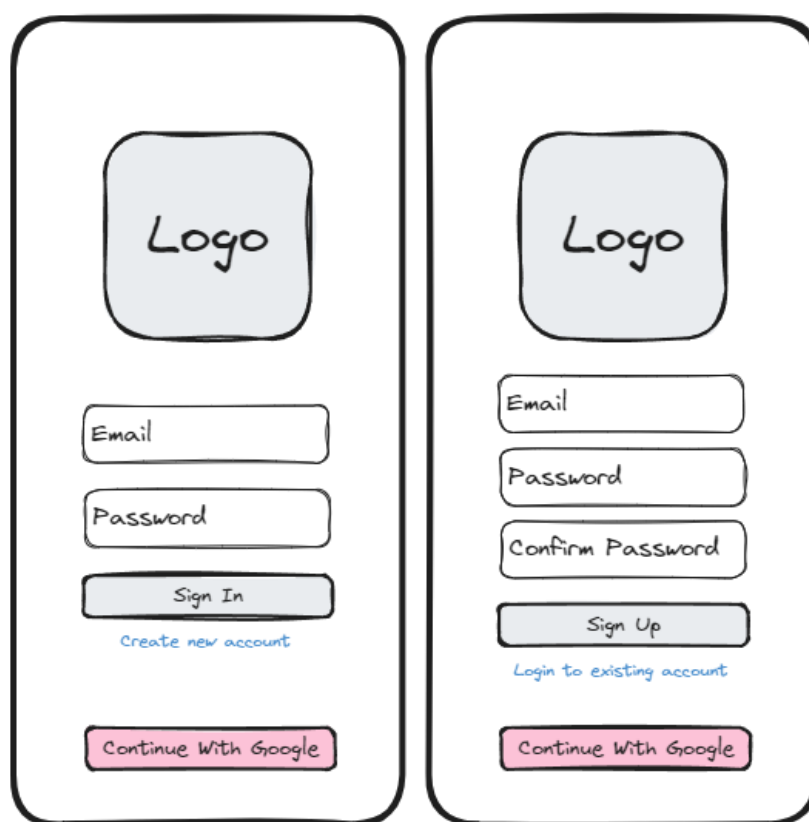 Logo
Email
Password
Sign In
Create new account
Continue With Google
Logo
Email
Password
Confirm Password
Sign Up
Login to existing account
Continue With Google